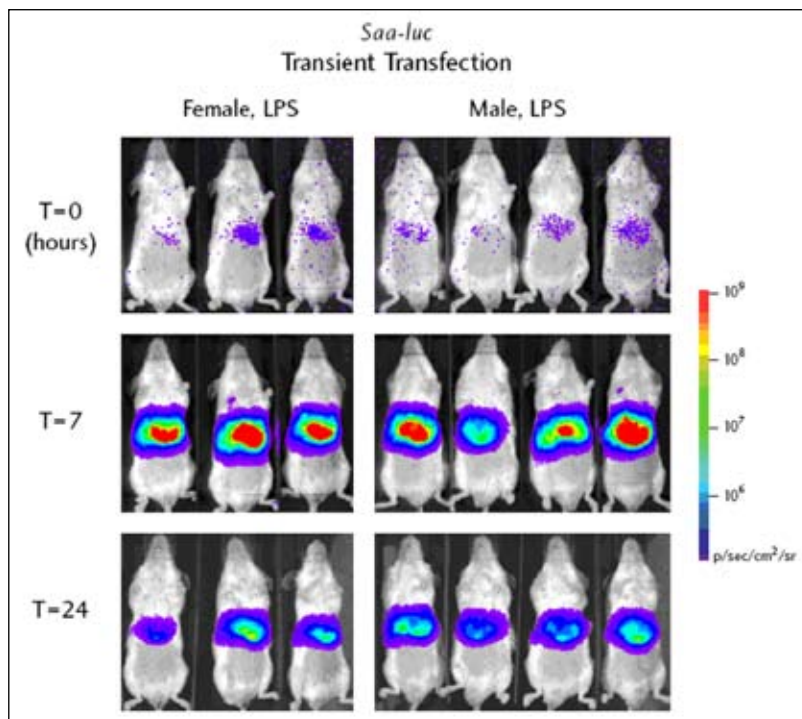 Saa-luc
Transient Transfection
Female, LPS
Male, LPS
T=0
(hours)
T=7
T=24
10⁹
10⁸
10⁷
10⁶
p/sec/cm²/sr